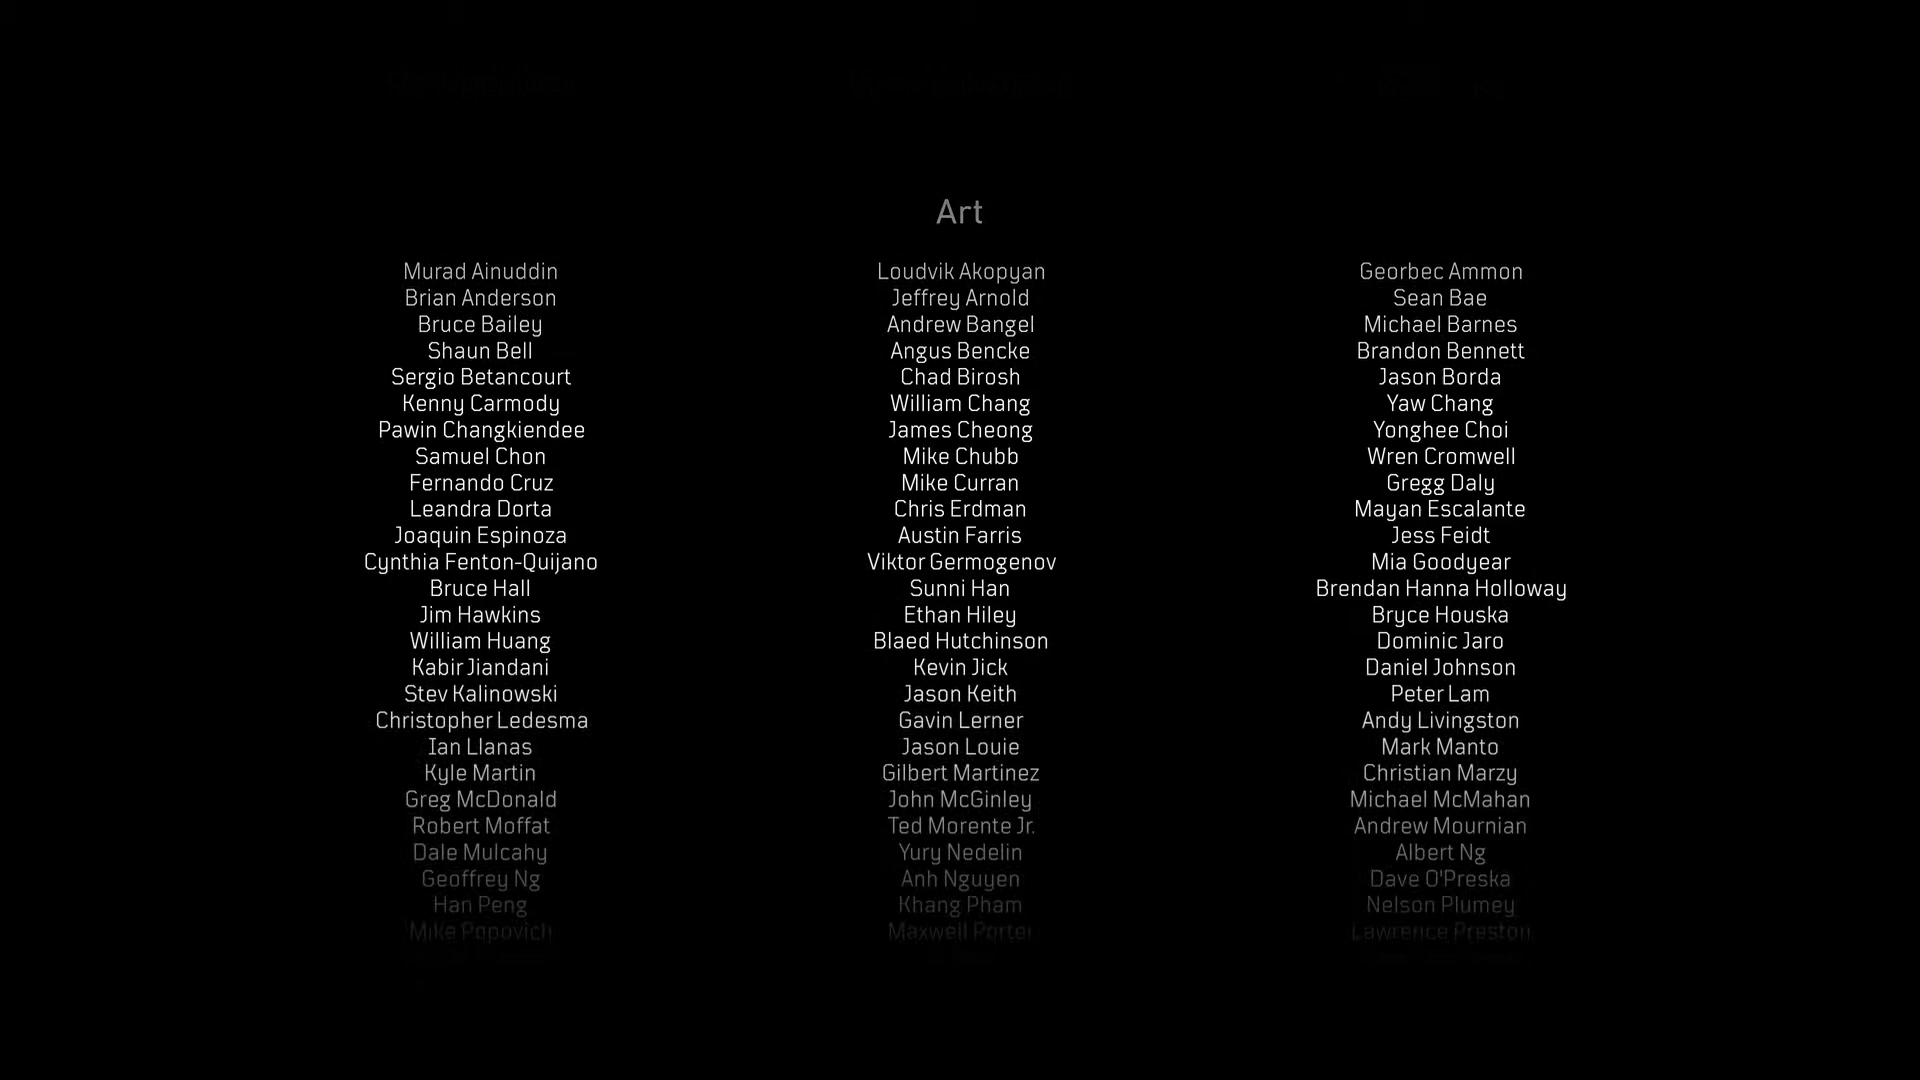 Art
Murad Ainuddin Loudvik Akopyan Georbec Ammon
Brian Anderson Jeffrey Arnold Sean Bae
Bruce Bailey Andrew Bangel Michael Barnes
Shaun Bell Angus Bencke Brandon Bennett
Sergio Betancourt Chad Birosh Jason Borda
Kenny Carmody William Chang Yaw Chang
Pawin Changkiendee James Cheong Yonghee Choi
Samuel Chon Mike Chubb Wren Cromwell
Fernando Cruz Mike Curran Gregg Daly
Leandra Dorta Chris Erdman Mayan Escalante
Joaquin Espinoza Austin Farris Jess Feidt
Cynthia Fenton-Quijano Viktor Germogenov Mia Goodyear
Bruce Hall Sunni Han Brendan Hanna Holloway
Jim Hawkins Ethan Hiley Bryce Houska
William Huang Blaed Hutchinson Dominic Jaro
Kabir Jiandani Kevin Jick Daniel Johnson
Stev Kalinowski Jason Keith Peter Lam
Christopher Ledesma Gavin Lerner Andy Livingston
Ian Llanas Jason Louie Mark Manto
Kyle Martin Gilbert Martinez Christian Marzy
Greg McDonald John McGinley Michael McMahan
Robert Moffat Ted Morente Jr. Andrew Mournian
Dale Mulcahy Yury Nedelin Albert Ng
Geoffrey Ng Anh Nguyen Dave O'Preska
Han Peng Khang Pham Nelson Plumey
Mike Popovich Maxwell Porter Lawrence Preston